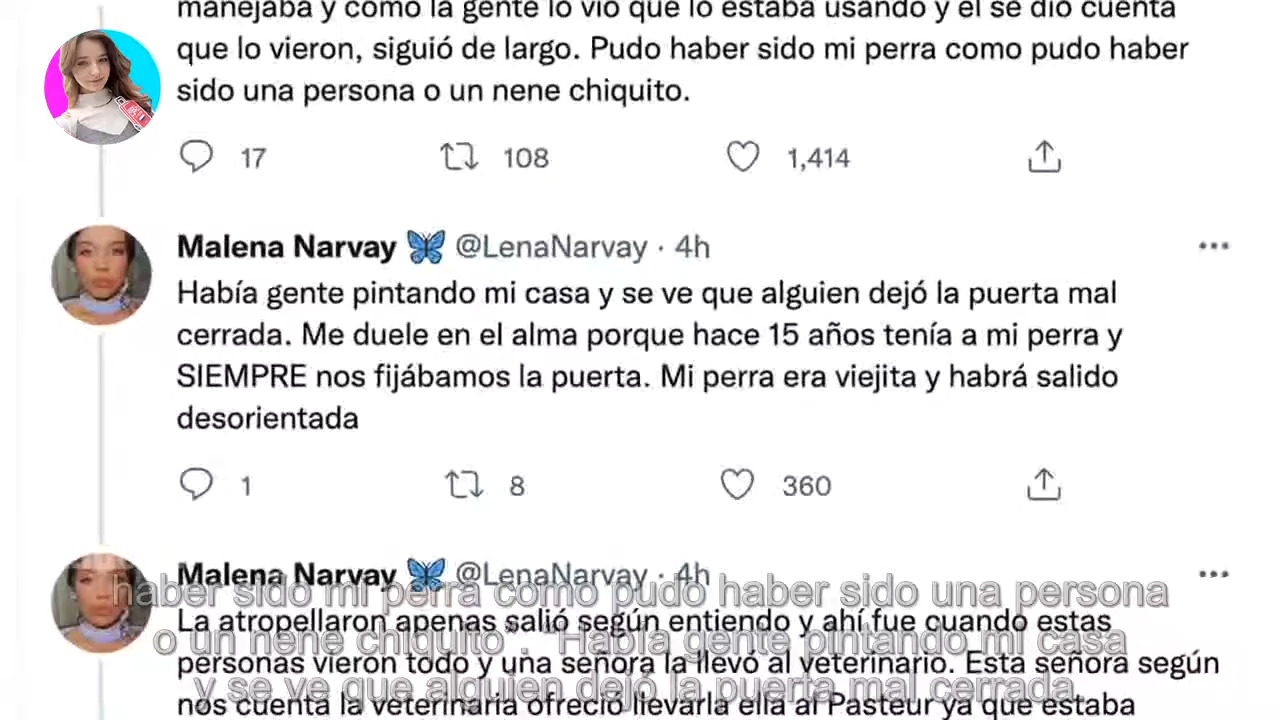 manejaba y como la gente lo vio que lo estaba usando y el se dio cuenta
que lo vieron, siguió de largo. Pudo haber sido mi perra como pudo haber
sido una persona o un nene chiquito.
17 108 1,414
Malena Narvay @LenaNarvay · 4h
Había gente pintando mi casa y se ve que alguien dejó la puerta mal
cerrada. Me duele en el alma porque hace 15 años tenía a mi perra y
SIEMPRE nos fijábamos la puerta. Mi perra era viejita y habrá salido
desorientada
1 8 360
Malena Narvay @LenaNarvay · 4h
La atropellaron apenas salió según entiendo y ahí fue cuando estas
personas vieron todo y una señora la llevó al veterinario. Esta señora según
nos cuenta la veterinaria ofreció llevarla ella al Pasteur ya que estaba
haber sido mi perra como pudo haber sido una persona
o un nene chiquito". "Había gente pintando mi casa
y se ve que alguien dejó la puerta mal cerrada.